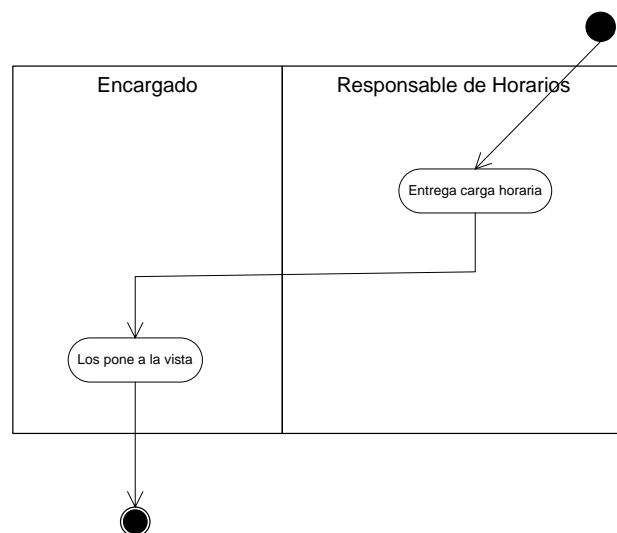 Encargado
Responsable de Horarios
Entrega carga horaria
Los pone a la vista